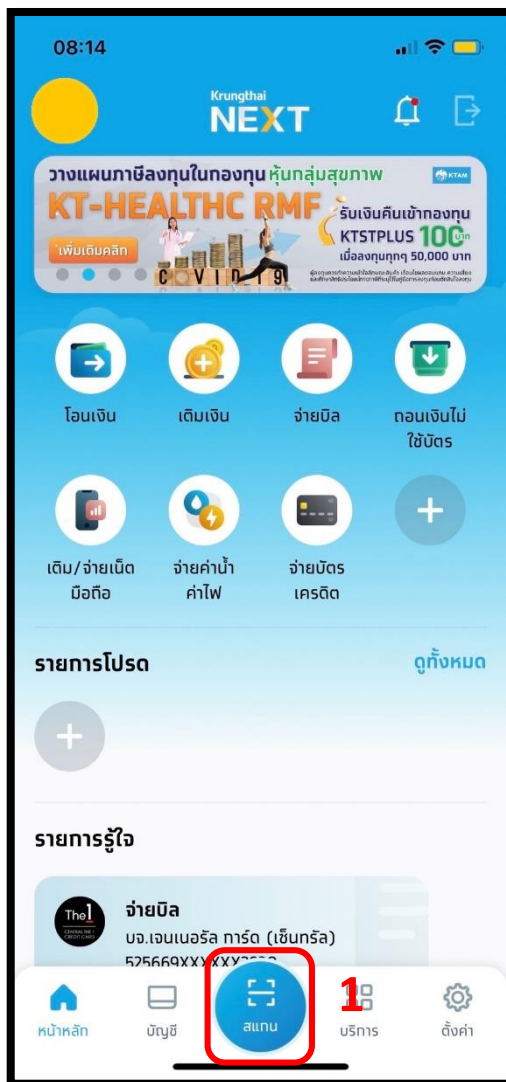 08:14
Krungthai
NEXT
วางแผนภาษีลงทุนในกองทุนหุ้นกลุ่มสุขภาพ
KTAM
KT-HEALTHC RMF
รับเงินคืนเข้ากองทุน
KTSTPLUS 100บาท
เมื่อลงทุนทุกๆ 50,000 บาท
เพิ่มเติมคลิก
COVID19
โอนเงิน
เติมเงิน
จ่ายบิล
ถอนเงินไม่
ใช้บัตร
เติม/จ่ายเน็ต
มือถือ
จ่ายค่าน้ำ
ค่าไฟ
จ่ายบัตร
เครดิต
รายการโปรด
ดูทั้งหมด
รายการรู้ใจ
The1
จ่ายบิล
บจ.เจนเนอรัล คาร์ด (เซ็นทรัล)
1
หน้าหลัก
บัญชี
สแกน
บริการ
ตั้งค่า